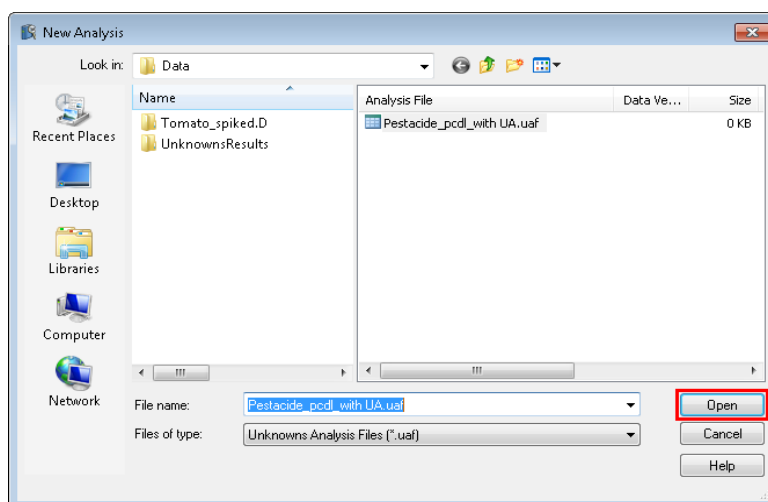 New Analysis
Look in: Data
Recent Places
Desktop
Libraries
Computer
Network
Name
Tomato_spiked.D
UnknownsResults
Analysis File Data Ve... Size
Pestacide_pcdl_with UA.uaf 0 KB
File name: Pestacide_pcdl_with UA.uaf Open
Files of type: Unknowns Analysis Files (*.uaf) Cancel
Help